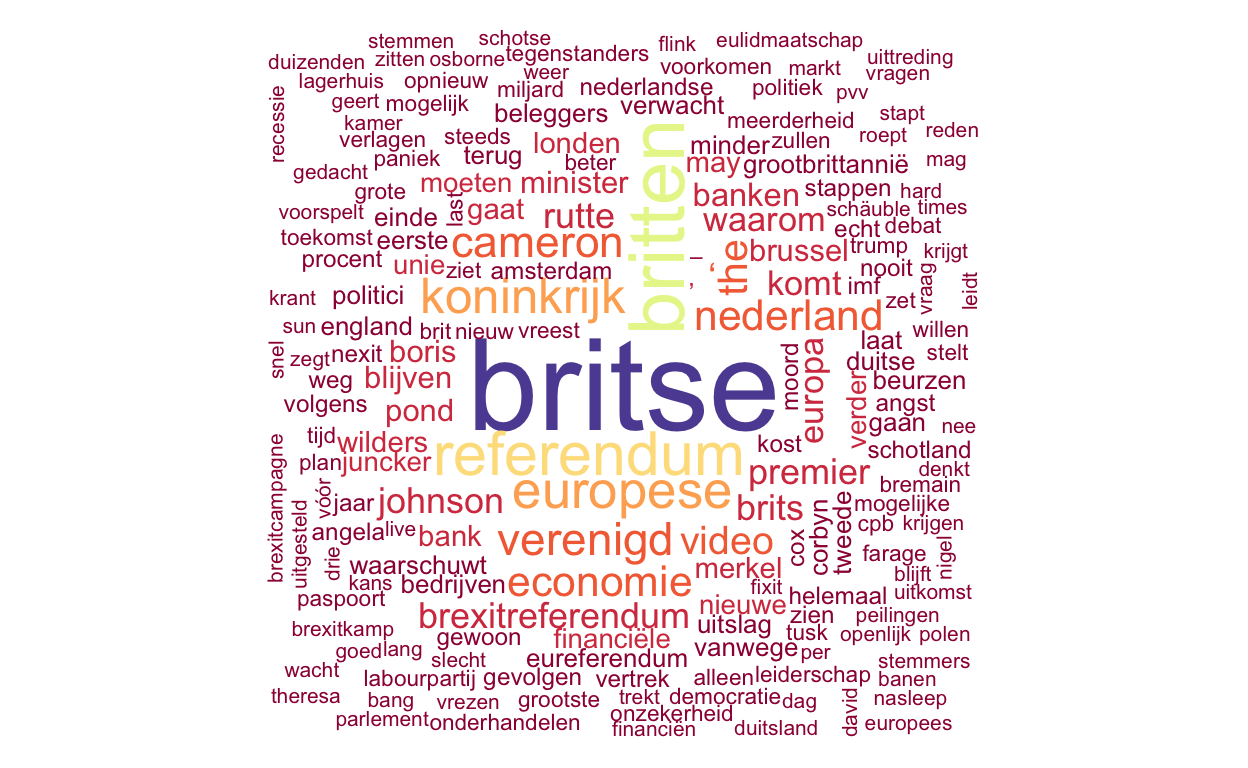 stemmen schotse flink eulidmaatschap
duizenden zitten osborne tegenstanders uittreding
lagerhuis opnieuw weer voorkomen markt vragen
recessie geert mogelijk miljard nederlandse politiek pvv
kamer beleggers verwacht meerderheid stapt
verlagen steeds londen minder zullen roept reden
gedacht paniek terug beter may grootbrittannië mag
grote moeten minister britten banken stappen hard
voorspelt einde last gaat rutte waarom schäuble times
toekomst eerste cameron the brussel echt debat
procent unie ziet amsterdam – ‘ , trump krijgt
krant politici koninkrijk komt imf nooit vraag leidt
sun england brit nieuw vreest nederland zet willen
snel zegt nexit boris britse moord europa laat
weg blijven duitse stelt
volgens pond verder beurzen
tijd wilders referendum kost gaan angst nee
brexitcampagne plan juncker premier schotland
uitgesteld vóór jaar johnson europese brits denkt bremain
angela live bank verenigd video cox corbyn tweede mogelijke cpb krijgen
drie waarschuwt merkel farage nigel
kans bedrijven economie fixit blijft
paspoort brexitreferendum nieuwe helemaal uitkomst
brexitkamp gewoon financiële uitslag zien peilingen
goed lang slecht eureferendum vanwege tusk openlijk polen
wacht labourpartij gevolgen vertrek per alleen leiderschap stemmers banen
theresa bang vrezen grootste trekt democratie dag david nasleep
parlement onderhandelen onzekerheid financiën duitsland europees